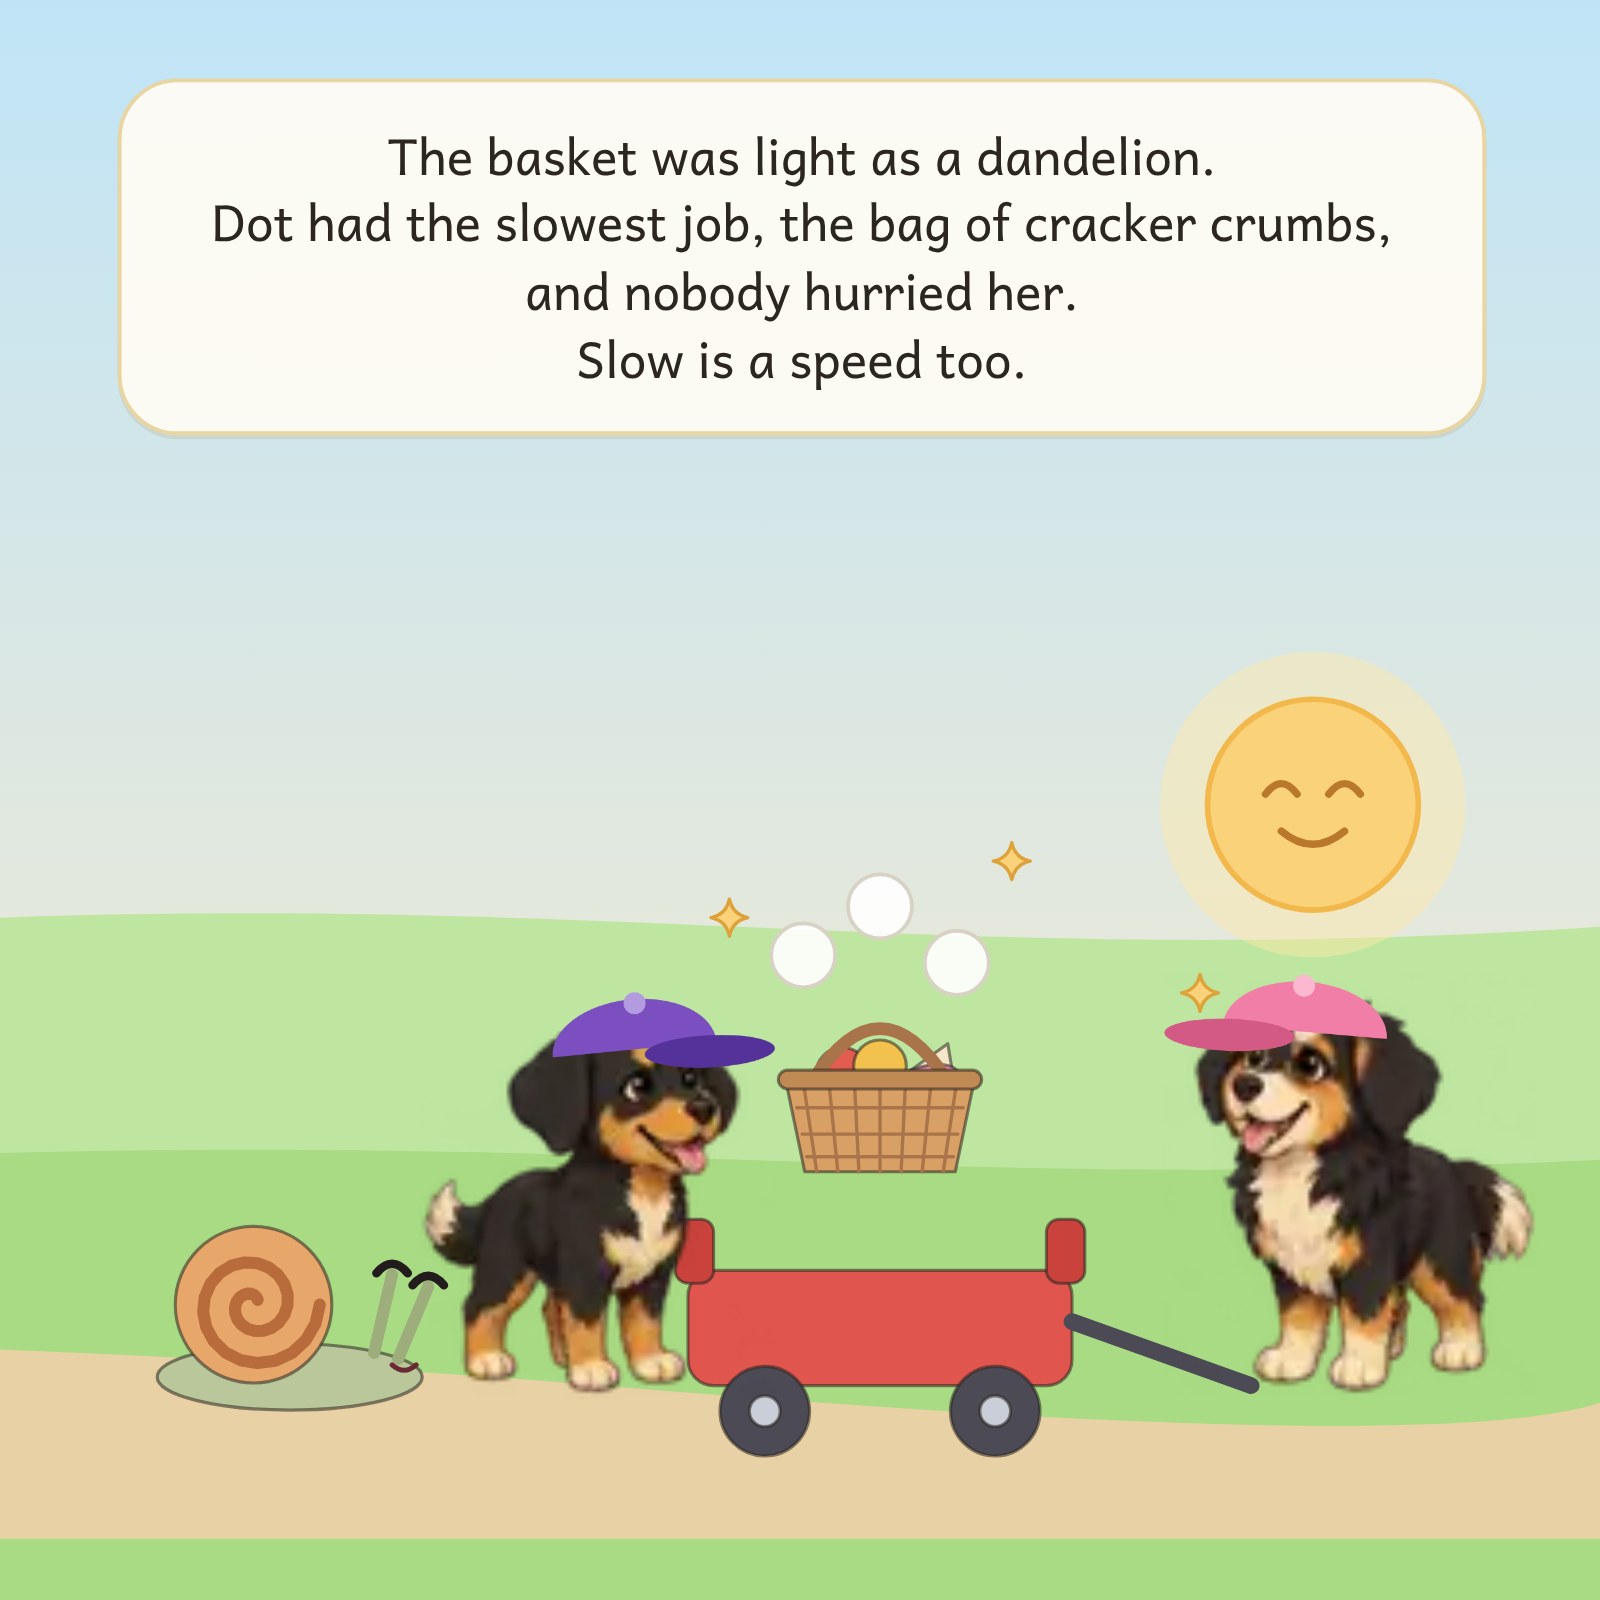 The basket was light as a dandelion.
Dot had the slowest job, the bag of cracker crumbs,
and nobody hurried her.
Slow is a speed too.